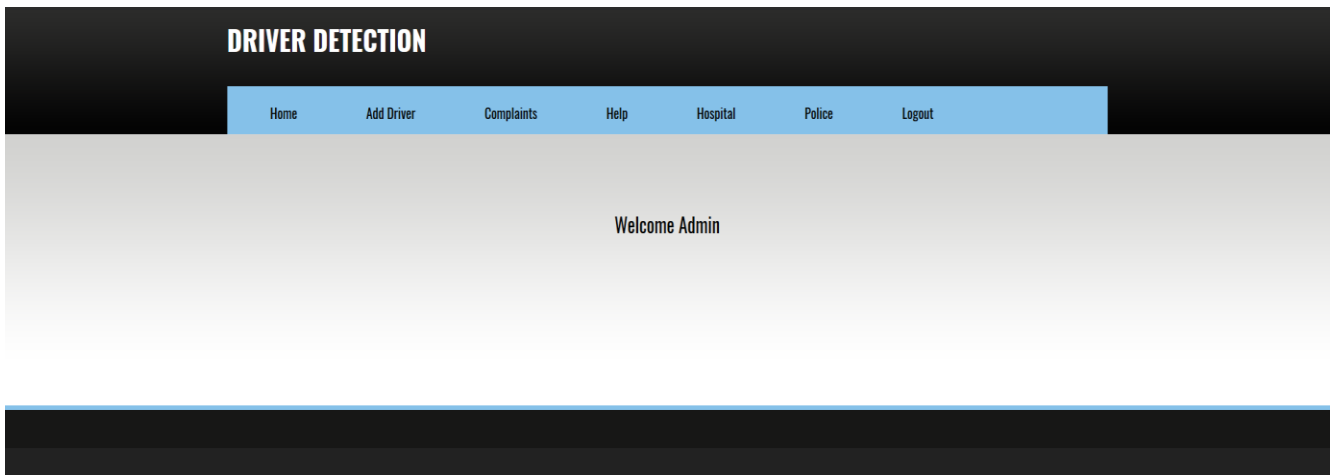 DRIVER DETECTION
Home Add Driver Complaints Help Hospital Police Logout
Welcome Admin